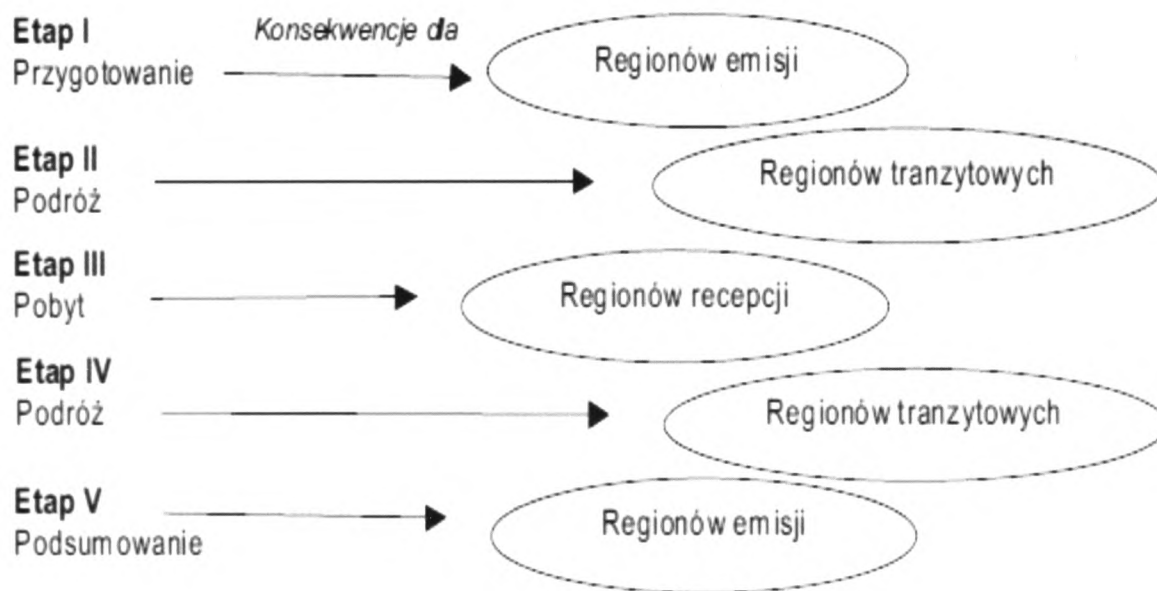 Etap I
Konsekwencje dla
Regionów emisji
Przygotowanie
Etap II
Regionów tranzytowych
Podróż
Etap III
Regionów recepcji
Pobyt
Etap IV
Regionów tranzytowych
Podróż
Etap V
Regionów emisji
Podsumowanie